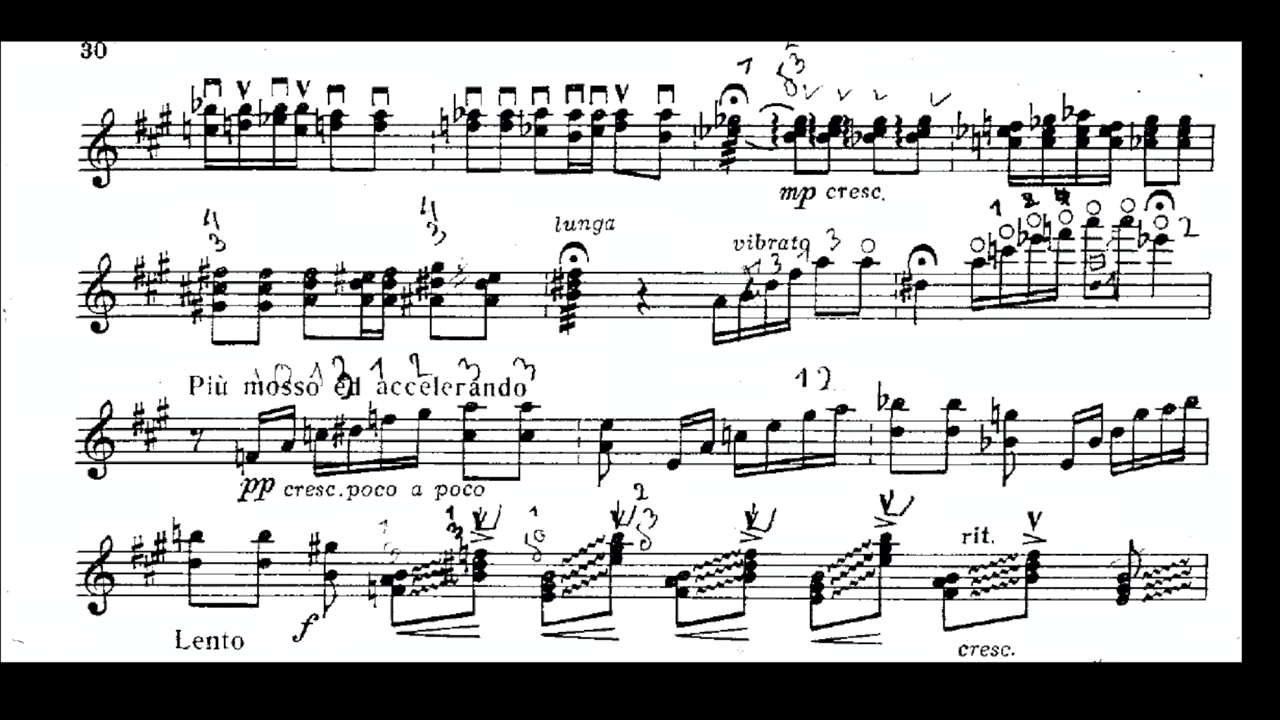 30
mp cresc.
lunga
vibrato
Più mosso ed accelerando
pp cresc. poco a poco
rit.
f
Lento
cresc.